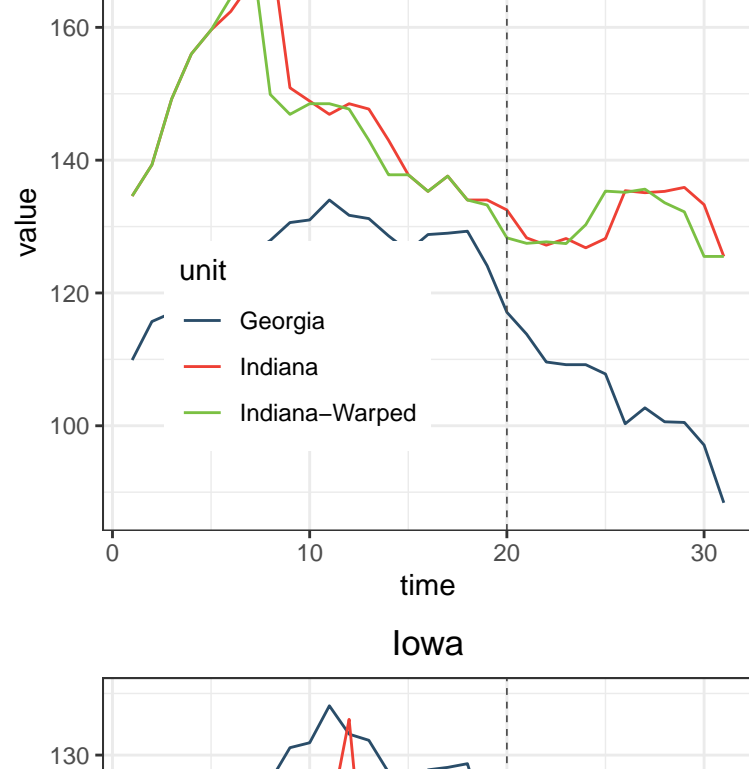 160
140
120
100
value
unit
Georgia
Indiana
Indiana−Warped
0 10 20 30
time
Iowa
130